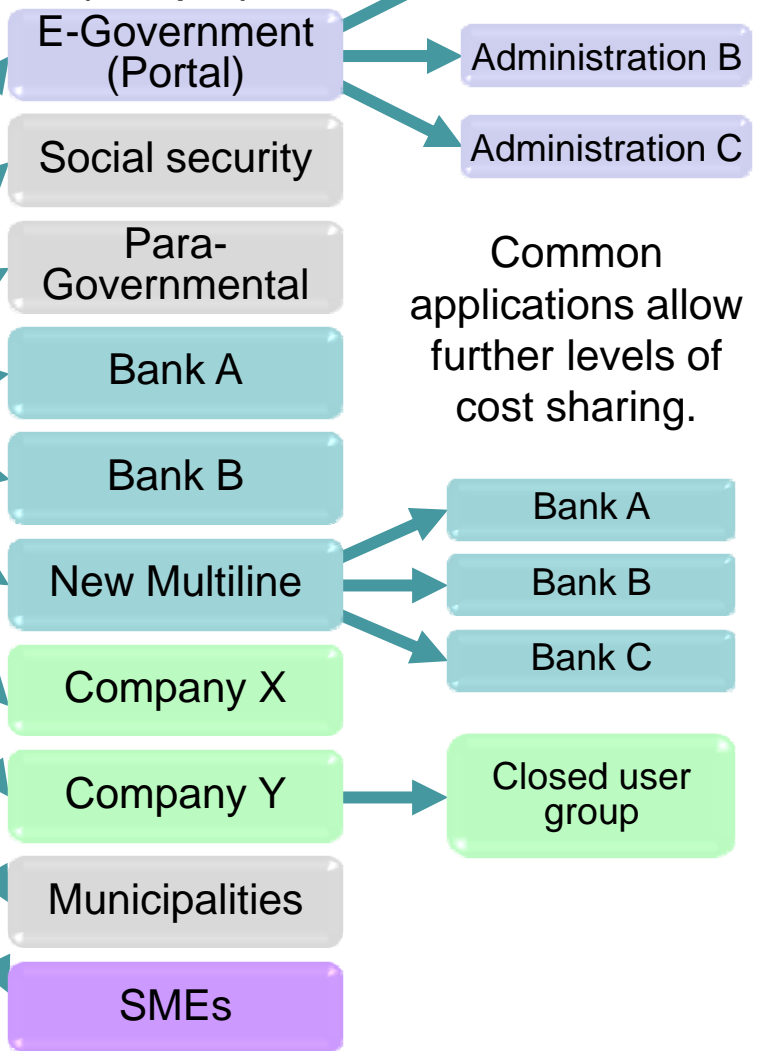 E-Government
(Portal)
Administration B
Administration C
Social security
Para-
Governmental
Common
applications allow
further levels of
cost sharing.
Bank A
Bank B
New Multiline
Bank A
Bank B
Bank C
Company X
Company Y
Closed user
group
Municipalities
SMEs